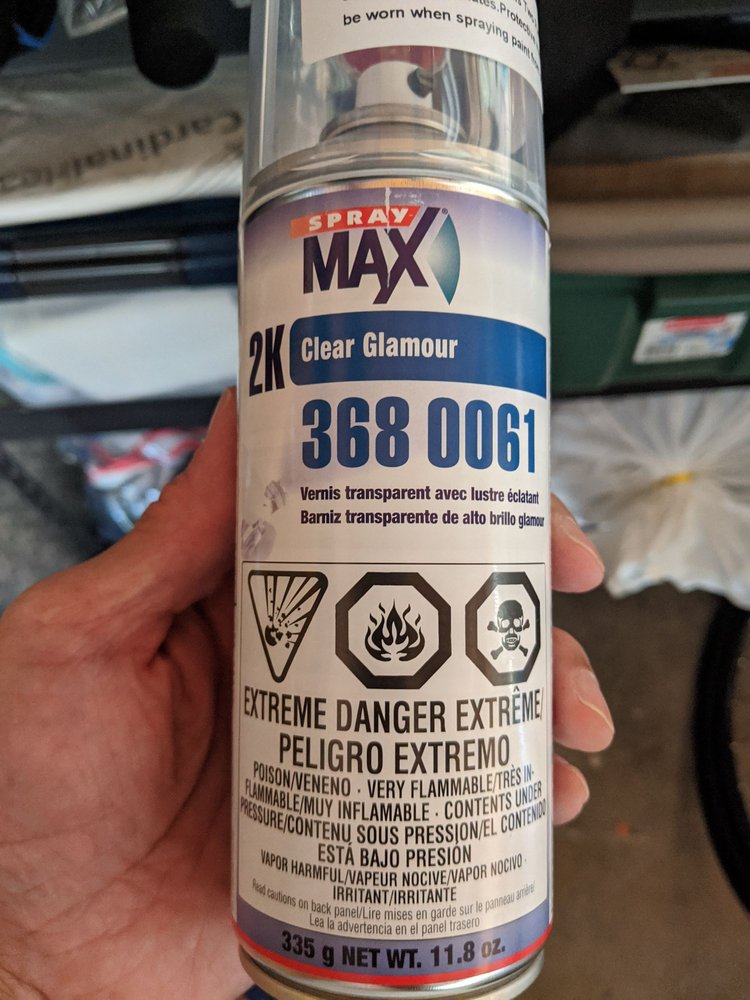 be worn when spraying paint
Cardinal
SPRAY
MAX®
2K Clear Glamour
368 0061
Vernis transparent avec lustre éclatant
Barniz transparente de alto brillo glamour
EXTREME DANGER EXTRÊME/
PELIGRO EXTREMO
POISON/VENENO · VERY FLAMMABLE/TRÈS IN-
FLAMMABLE/MUY INFLAMABLE · CONTENTS UNDER
PRESSURE/CONTENU SOUS PRESSION/EL CONTENIDO
ESTÁ BAJO PRESIÓN
VAPOR HARMFUL/VAPEUR NOCIVE/VAPOR NOCIVO ·
IRRITANT/IRRITANTE
Read cautions on back panel/Lire mises en garde sur le panneau arrière/
Lea la advertencia en el panel trasero
335 g NET WT. 11.8 oz.